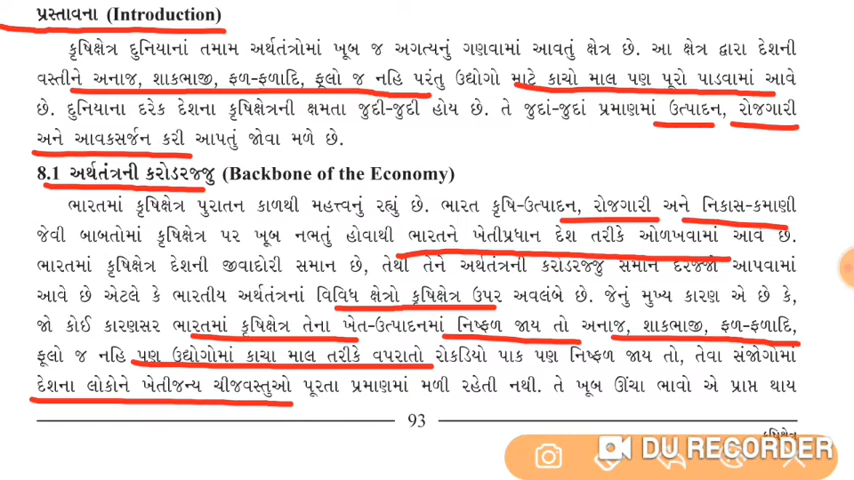 પ્રસ્તાવના (Introduction)
કૃષિક્ષેત્ર દુનિયાનાં તમામ અર્થતંત્રોમાં ખૂબ જ અગત્યનું ગણવામાં આવતું ક્ષેત્ર છે. આ ક્ષેત્ર દ્વારા દેશની
વસ્તીને અનાજ, શાકભાજી, ફળ-ફળાદિ, ફૂલો જ નહિ પરંતુ ઉદ્યોગો માટે કાચો માલ પણ પૂરો પાડવામાં આવે
છે. દુનિયાના દરેક દેશના કૃષિક્ષેત્રની ક્ષમતા જુદી-જુદી હોય છે. તે જુદાં-જુદાં પ્રમાણમાં ઉત્પાદન, રોજગારી
અને આવકસર્જન કરી આપતું જોવા મળે છે.
8.1 અર્થતંત્રની કરોડરજ્જુ (Backbone of the Economy)
ભારતમાં કૃષિક્ષેત્ર પુરાતન કાળથી મહત્ત્વનું રહ્યું છે. ભારત કૃષિ-ઉત્પાદન, રોજગારી અને નિકાસ-કમાણી
જેવી બાબતોમાં કૃષિક્ષેત્ર પર ખૂબ નભતું હોવાથી ભારતને ખેતીપ્રધાન દેશ તરીકે ઓળખવામાં આવ છે.
ભારતમાં કૃષિક્ષેત્ર દેશની જીવાદોરી સમાન છે, તેથી તેને અર્થતંત્રની કરોડરજ્જુ સમાન દરજ્જો આપવામાં
આવે છે એટલે કે ભારતીય અર્થતંત્રનાં વિવિધ ક્ષેત્રો કૃષિક્ષેત્ર ઉપર અવલંબે છે. જેનું મુખ્ય કારણ એ છે કે,
જો કોઈ કારણસર ભારતમાં કૃષિક્ષેત્ર તેના ખેત-ઉત્પાદનમાં નિષ્ફળ જાય તો અનાજ, શાકભાજી, ફળ-ફળાદિ,
ફૂલો જ નહિ પણ ઉદ્યોગોમાં કાચા માલ તરીકે વપરાતો રોકડિયો પાક પણ નિષ્ફળ જાય તો, તેવા સંજોગોમાં
દેશના લોકોને ખેતીજન્ય ચીજવસ્તુઓ પૂરતા પ્રમાણમાં મળી રહેતી નથી. તે ખૂબ ઊંચા ભાવો એ પ્રાપ્ત થાય
93
કૃષિક્ષેત્ર
DU RECORDER